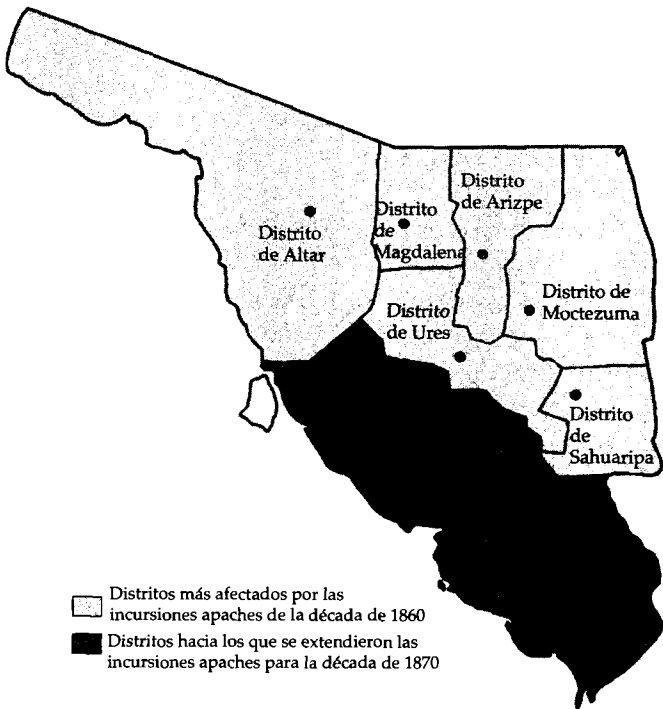 Distrito
de Altar
Distrito
de
Magdalena
Distrito
de Arizpe
Distrito de
Moctezuma
Distrito
de Ures
Distrito
de
Sahuaripa
Distritos más afectados por las
incursiones apaches de la década de 1860
Distritos hacia los que se extendieron las
incursiones apaches para la década de 1870